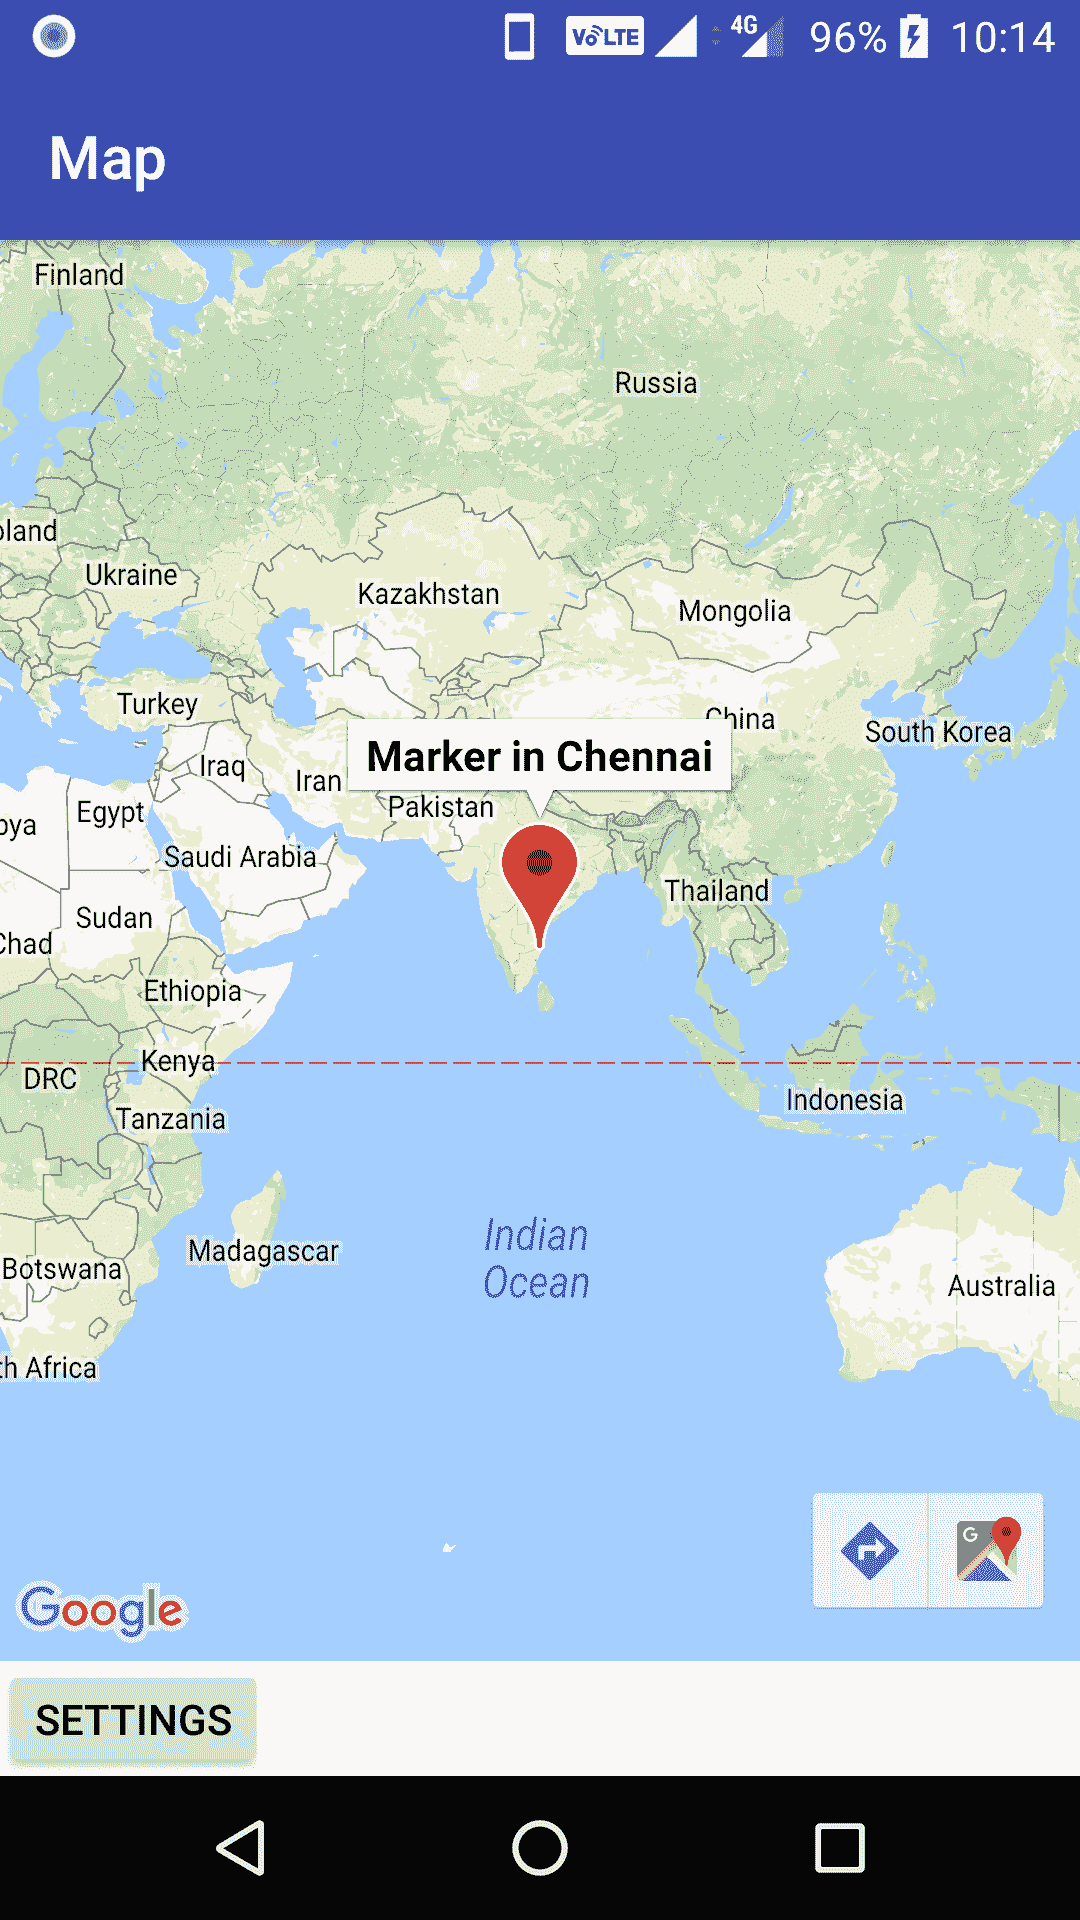 VoLTE 4G 96% 10:14
Map
Finland
Russia
oland
Ukraine
Kazakhstan
Mongolia
Turkey
China
South Korea
Marker in Chennai
Iraq
Iran
Pakistan
Egypt
bya
Saudi Arabia
Thailand
Sudan
Chad
Ethiopia
Kenya
DRC
Indonesia
Tanzania
Indian
Ocean
Madagascar
Botswana
Australia
th Africa
G
Google
SETTINGS